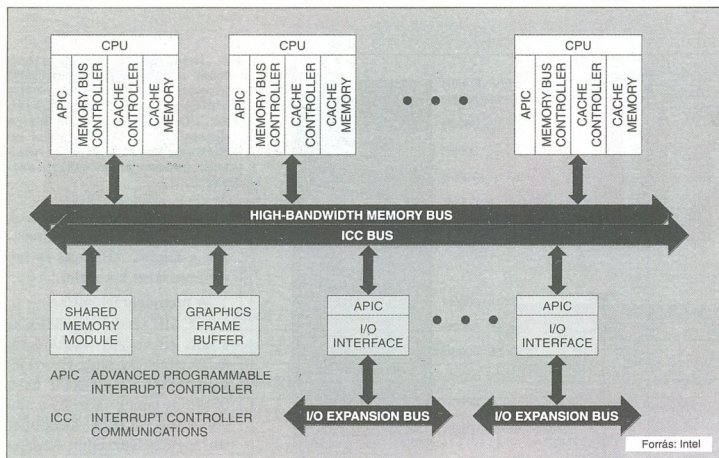 CPU
APIC
MEMORY BUS
CONTROLLER
CACHE
CONTROLLER
CACHE
MEMORY
CPU
APIC
MEMORY BUS
CONTROLLER
CACHE
CONTROLLER
CACHE
MEMORY
CPU
APIC
MEMORY BUS
CONTROLLER
CACHE
CONTROLLER
CACHE
MEMORY
HIGH-BANDWIDTH MEMORY BUS
ICC BUS
SHARED
MEMORY
MODULE
GRAPHICS
FRAME
BUFFER
APIC
I/O
INTERFACE
APIC
I/O
INTERFACE
APIC ADVANCED PROGRAMMABLE
INTERRUPT CONTROLLER
ICC INTERRUPT CONTROLLER
COMMUNICATIONS
I/O EXPANSION BUS
I/O EXPANSION BUS
Forrás: Intel